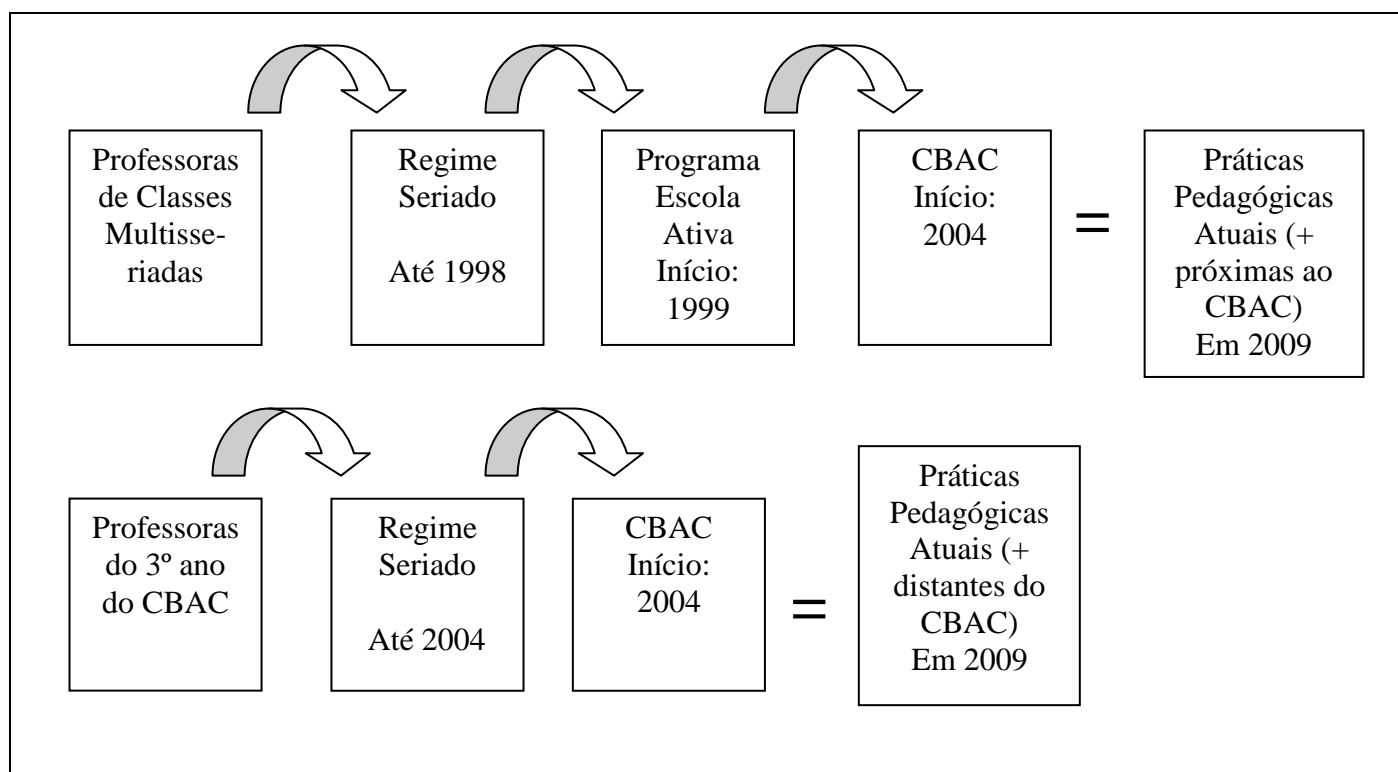 Professoras
de Classes
Multisse-
riadas
Regime
Seriado
Até 1998
Programa
Escola
Ativa
Início:
1999
CBAC
Início:
2004
=
Práticas
Pedagógicas
Atuais (+
próximas ao
CBAC)
Em 2009
Professoras
do 3º ano
do CBAC
Regime
Seriado
Até 2004
CBAC
Início:
2004
=
Práticas
Pedagógicas
Atuais (+
distantes do
CBAC)
Em 2009